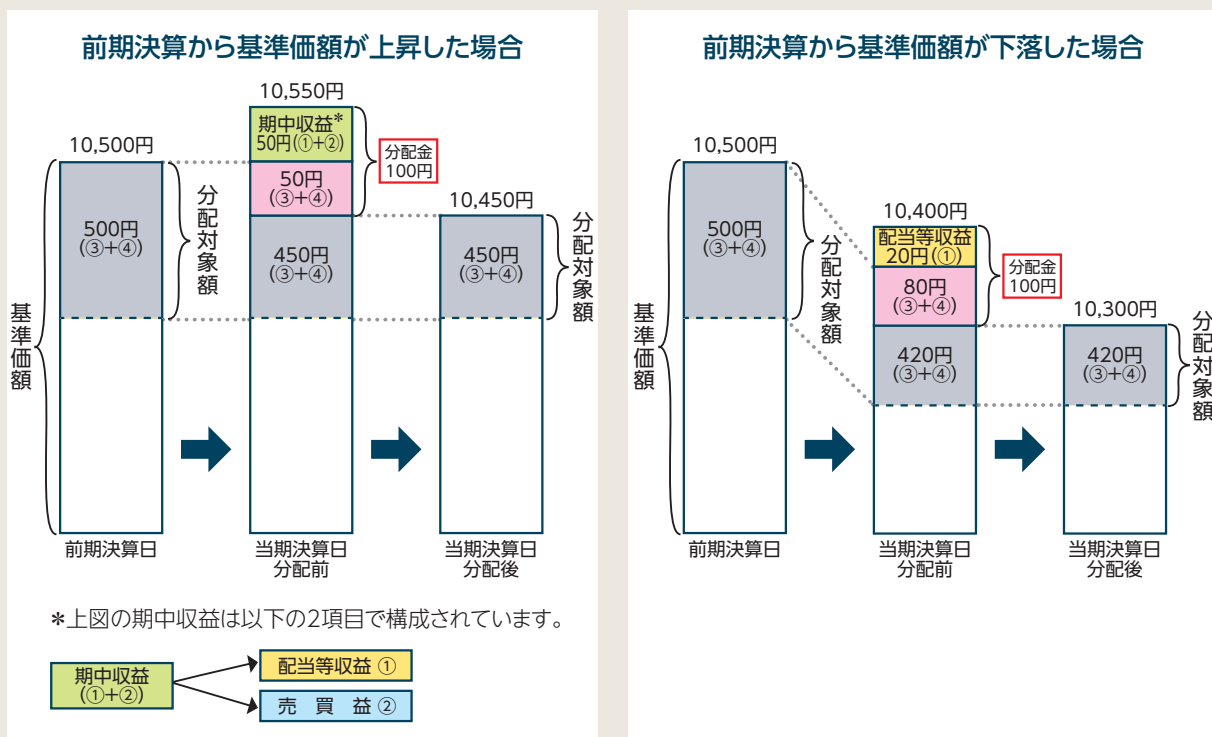 前期決算から基準価額が上昇した場合
10,550円
10,500円
期中収益*
50円(①+②)
分配金
100円
50円
(③+④)
10,450円
500円
(③+④)
分配対象額
450円
(③+④)
450円
(③+④)
分配対象額
基準価額
前期決算日
当期決算日
分配前
当期決算日
分配後
*上図の期中収益は以下の2項目で構成されています。
期中収益
(①+②)
配当等収益 ①
売 買 益 ②
前期決算から基準価額が下落した場合
10,500円
10,400円
500円
(③+④)
分配対象額
配当等収益
20円(①)
分配金
100円
80円
(③+④)
10,300円
420円
(③+④)
420円
(③+④)
分配対象額
基準価額
前期決算日
当期決算日
分配前
当期決算日
分配後